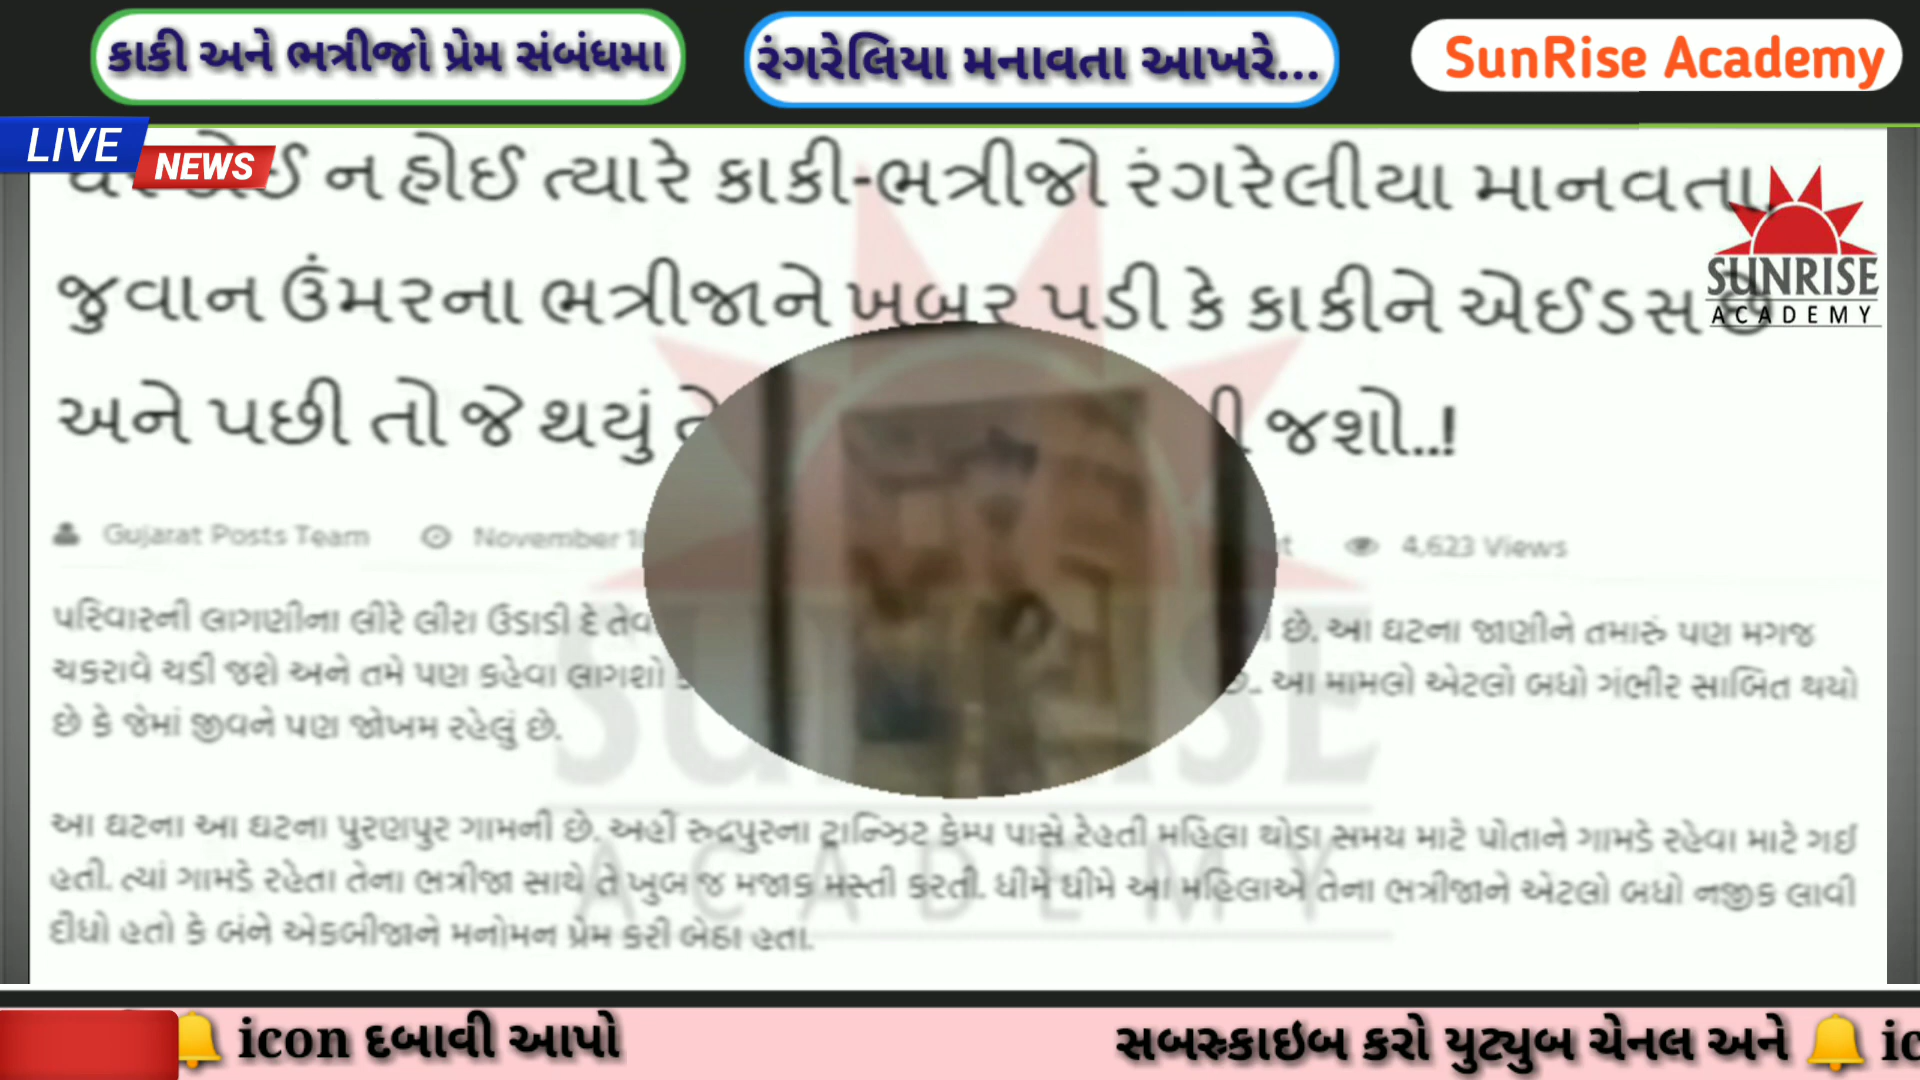 કાકી અને ભત્રીજો પ્રેમ સંબંધમા
રંગરેલિયા મનાવતા આખરે...
SunRise Academy
LIVE
NEWS
ન હોઈ ત્યારે કાકી-ભત્રીજો રંગરેલીયા માનવતા
જુવાન ઉંમરના ભત્રીજાને ખબર પડી કે કાકીને એઈડસ છે
અને પછી તો જે થયું જશો..!
SUNRISE
ACADEMY
Gujarat Posts Team November 4,623 Views
પરિવારની લાગણીના લીરે લીરા ઉડાડી દે છે. આ ઘટના જાણીને તમારું પણ મગજ
ચકરાવે ચડી જશે અને તમે પણ કહેવા લાગશો આ મામલો એટલો બધો ગંભીર સાબિત થયો
છે કે જેમાં જીવને પણ જોખમ રહેલું છે.
આ ઘટના આ ઘટના પુરણપુર ગામની છે. અહીં રુદ્રપુરના ટ્રાન્ઝિટ કેમ્પ પાસે રેહતી મહિલા થોડા સમય માટે પોતાને ગામડે રહેવા માટે ગઈ
હતી. ત્યાં ગામડે રહેતા તેના ભત્રીજા સાથે તે ખુબ જ મજાક મસ્તી કરતી. ધીમે ધીમે આ મહિલાએ તેના ભત્રીજાને એટલો બધો નજીક લાવી
દીધો હતો કે બંને એકબીજાને મનોમન પ્રેમ કરી બેઠા હતા.
SUNRISE
ACADEMY
icon દબાવી આપો
સબસ્ક્રાઇબ કરો યુટ્યુબ ચેનલ અને